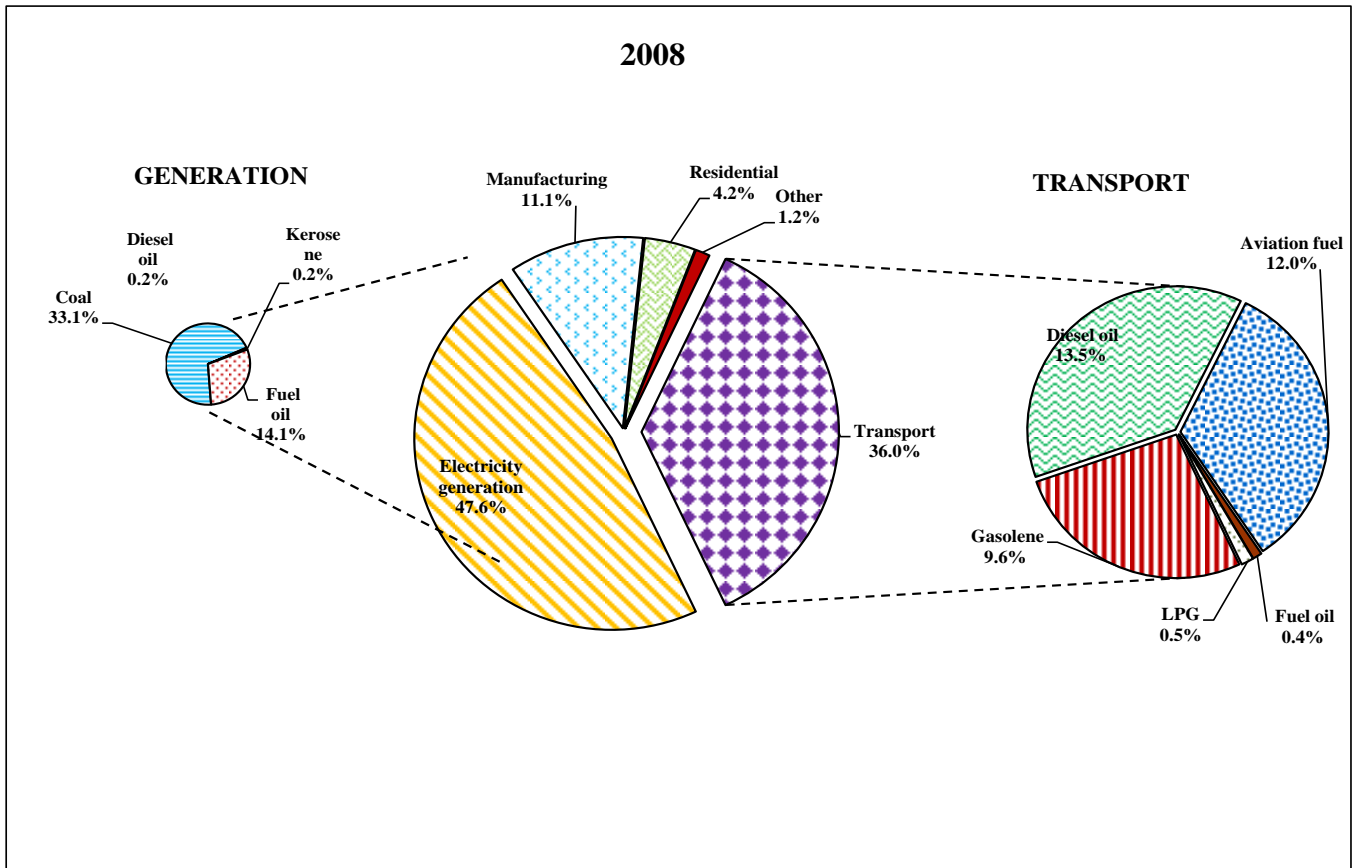 2008
GENERATION
Diesel
oil
0.2%
Kerose
ne
0.2%
Coal
33.1%
Fuel
oil
14.1%
Manufacturing
11.1%
Residential
4.2%
Other
1.2%
Electricity
generation
47.6%
Transport
36.0%
TRANSPORT
Aviation fuel
12.0%
Diesel oil
13.5%
Gasolene
9.6%
LPG
0.5%
Fuel oil
0.4%